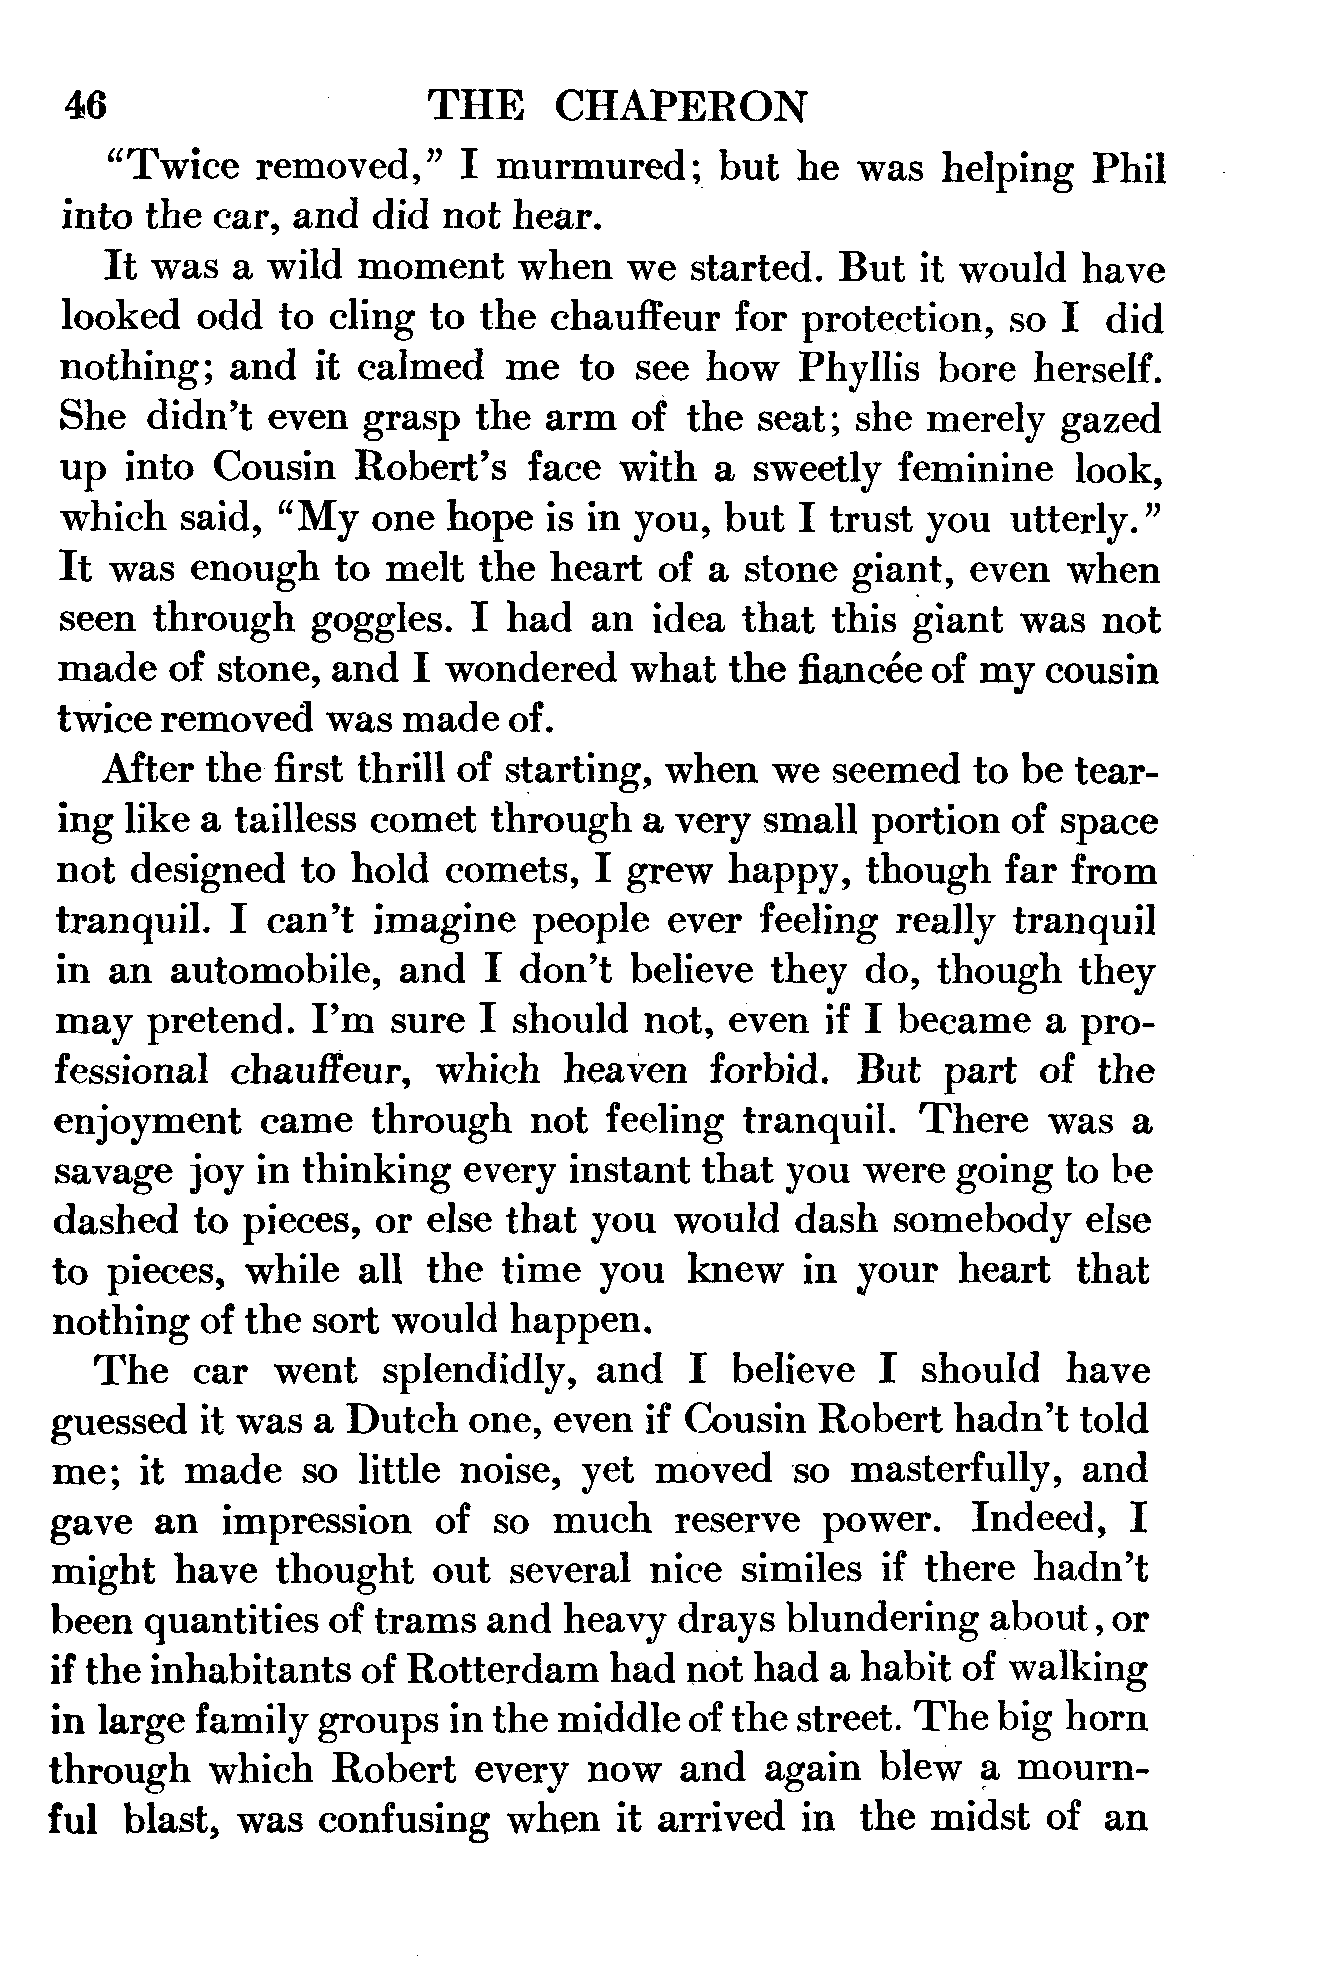 46 THE CHAPERON
“Twice removed,” I murmured; but he was helping Phil
into the car, and did not hear.
It was a wild moment when we started. But it would have
looked odd to cling to the chauffeur for protection, so I did
nothing; and it calmed me to see how Phyllis bore herself.
She didn’t even grasp the arm of the seat; she merely gazed
up into Cousin Robert’s face with a sweetly feminine look,
which said, “My one hope is in you, but I trust you utterly.”
It was enough to melt the heart of a stone giant, even when
seen through goggles. I had an idea that this giant was not
made of stone, and I wondered what the fiancée of my cousin
twice removed was made of.
After the first thrill of starting, when we seemed to be tear-
ing like a tailless comet through a very small portion of space
not designed to hold comets, I grew happy, though far from
tranquil. I can’t imagine people ever feeling really tranquil
in an automobile, and I don’t believe they do, though they
may pretend. I’m sure I should not, even if I became a pro-
fessional chauffeur, which heaven forbid. But part of the
enjoyment came through not feeling tranquil. There was a
savage joy in thinking every instant that you were going to be
dashed to pieces, or else that you would dash somebody else
to pieces, while all the time you knew in your heart that
nothing of the sort would happen.
The car went splendidly, and I believe I should have
guessed it was a Dutch one, even if Cousin Robert hadn’t told
me; it made so little noise, yet moved so masterfully, and
gave an impression of so much reserve power. Indeed, I
might have thought out several nice similes if there hadn’t
been quantities of trams and heavy drays blundering about, or
if the inhabitants of Rotterdam had not had a habit of walking
in large family groups in the middle of the street. The big horn
through which Robert every now and again blew a mourn-
ful blast, was confusing when it arrived in the midst of an